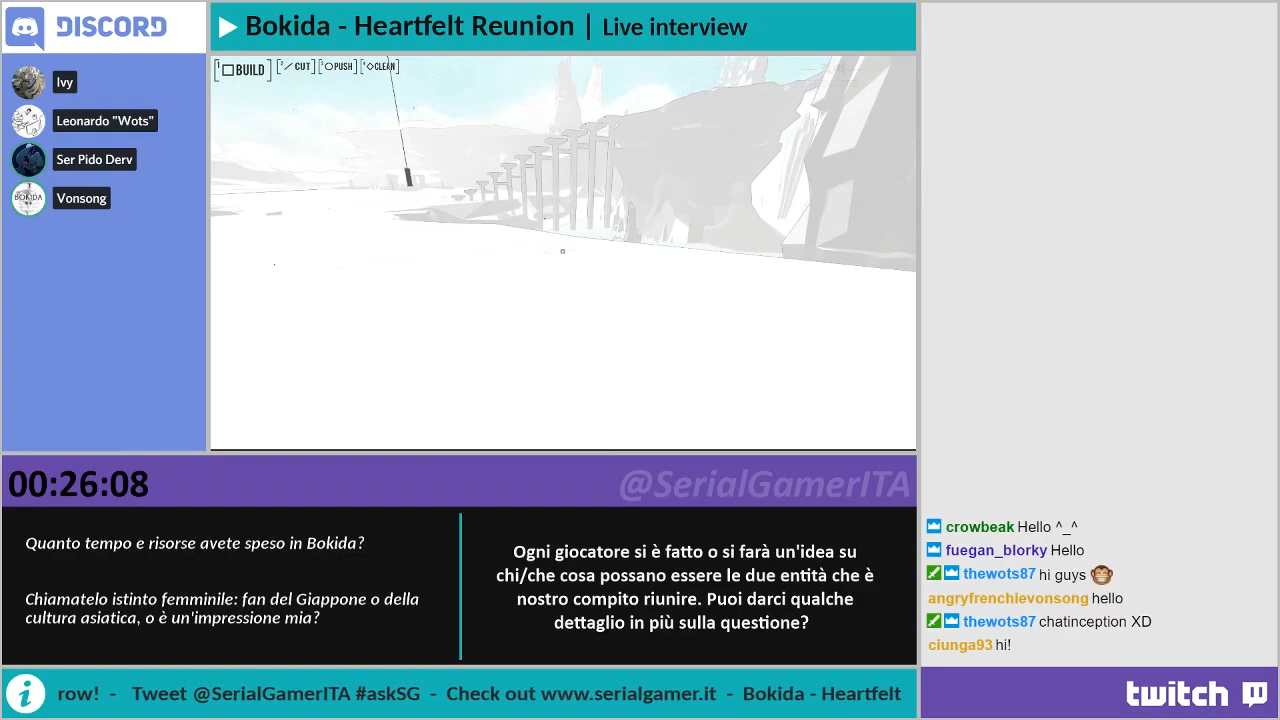 DISCORD
Bokida - Heartfelt Reunion | Live interview
Ivy
Leonardo "Wots"
Ser Pido Derv
Vonsong
BOKIDA
[1 BUILD] [2 CUT] [3 PUSH] [4 CLEAN]
00:26:08
@SerialGamerITA
Quanto tempo e risorse avete speso in Bokida?
Chiamatelo istinto femminile: fan del Giappone o della
cultura asiatica, o è un'impressione mia?
Ogni giocatore si è fatto o si farà un'idea su
chi/che cosa possano essere le due entità che è
nostro compito riunire. Puoi darci qualche
dettaglio in più sulla questione?
crowbeak Hello ^_^
fuegan_blorky Hello
thewots87 hi guys
angryfrenchievonsong hello
thewots87 chatinception XD
ciunga93 hi!
row! - Tweet @SerialGamerITA #askSG - Check out www.serialgamer.it - Bokida - Heartfelt
twitch